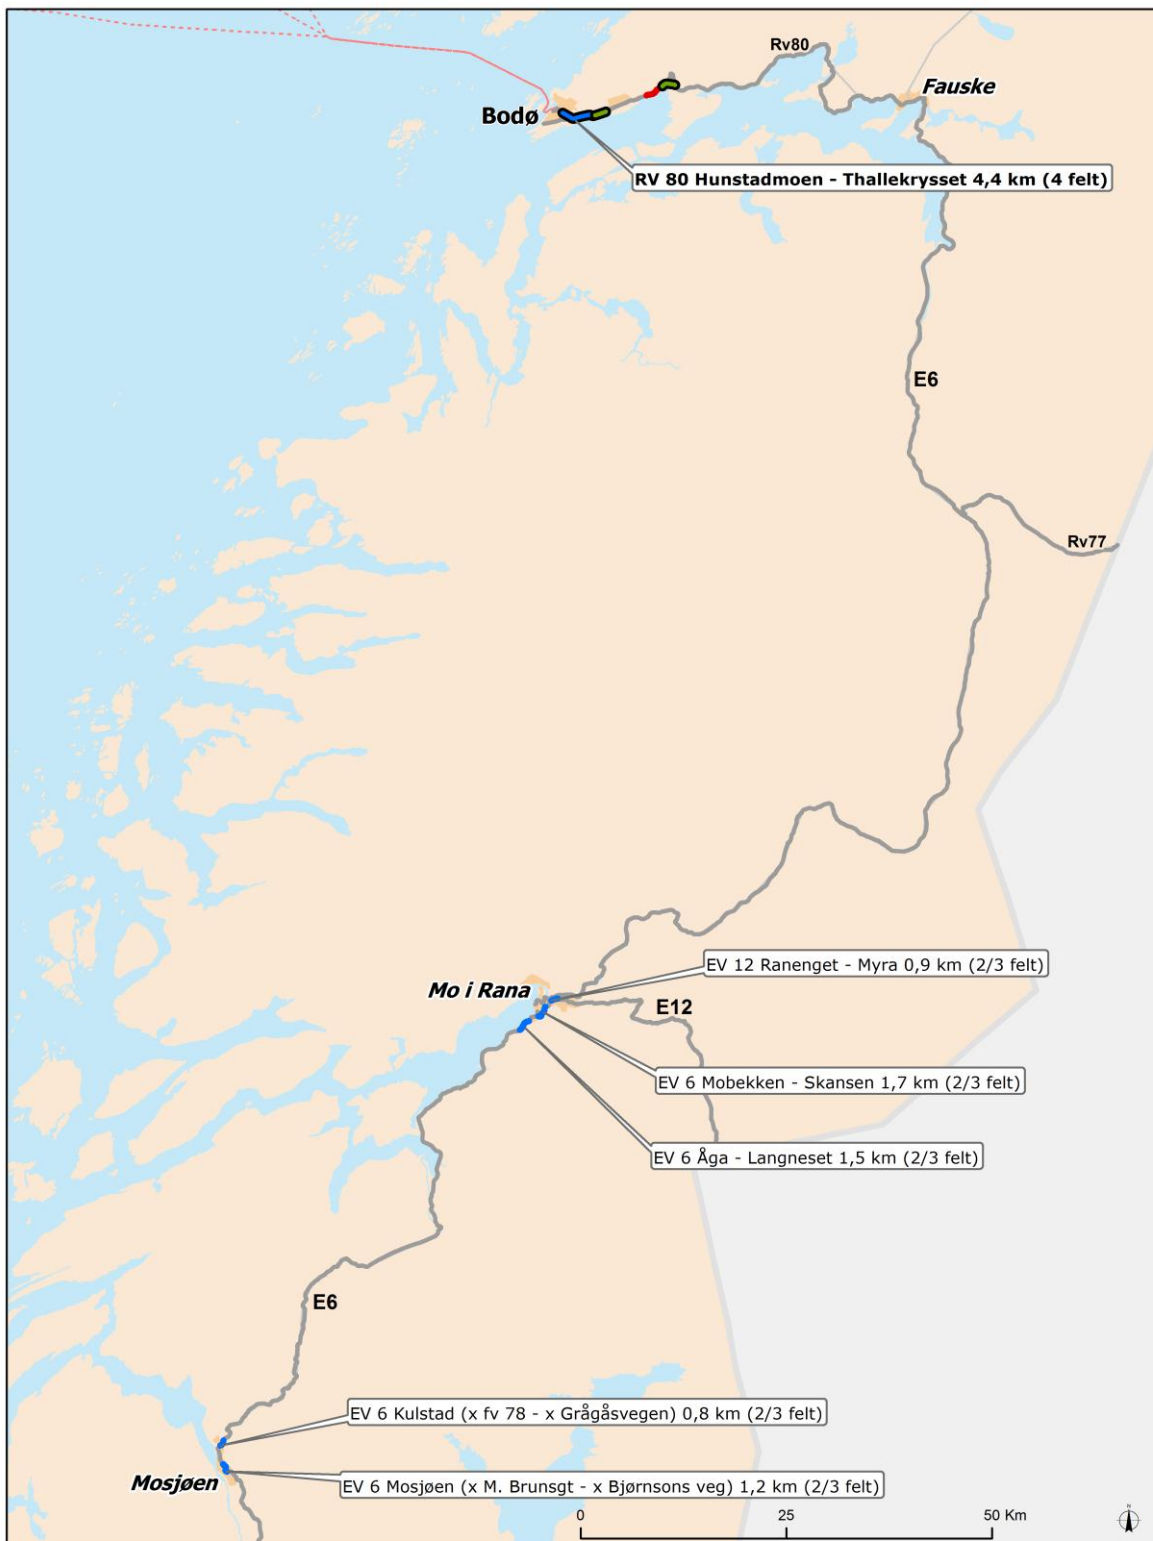 Rv80
Fauske
Bodø
RV 80 Hunstadmoen - Thallekrysset 4,4 km (4 felt)
E6
Rv77
EV 12 Ranenget - Myra 0,9 km (2/3 felt)
Mo i Rana
E12
EV 6 Mobekken - Skansen 1,7 km (2/3 felt)
EV 6 Åga - Langneset 1,5 km (2/3 felt)
E6
EV 6 Kulstad (x fv 78 - x Grågåsvegen) 0,8 km (2/3 felt)
Mosjøen
EV 6 Mosjøen (x M. Brunsgt - x Bjørnsons veg) 1,2 km (2/3 felt)
0 25 50 Km
N